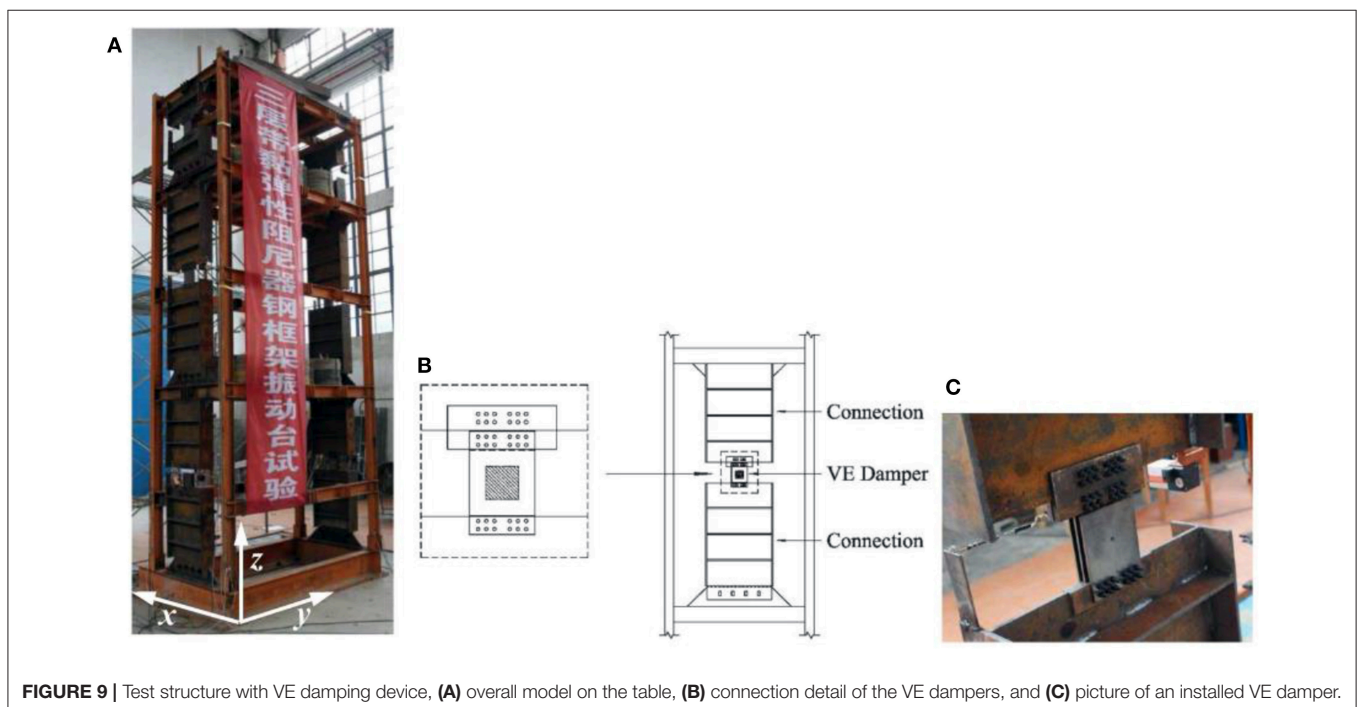 A
三层带黏弹性阻尼器钢框架振动台试验
z
x
y
B
Connection
VE Damper
Connection
C
FIGURE 9 | Test structure with VE damping device, (A) overall model on the table, (B) connection detail of the VE dampers, and (C) picture of an installed VE damper.